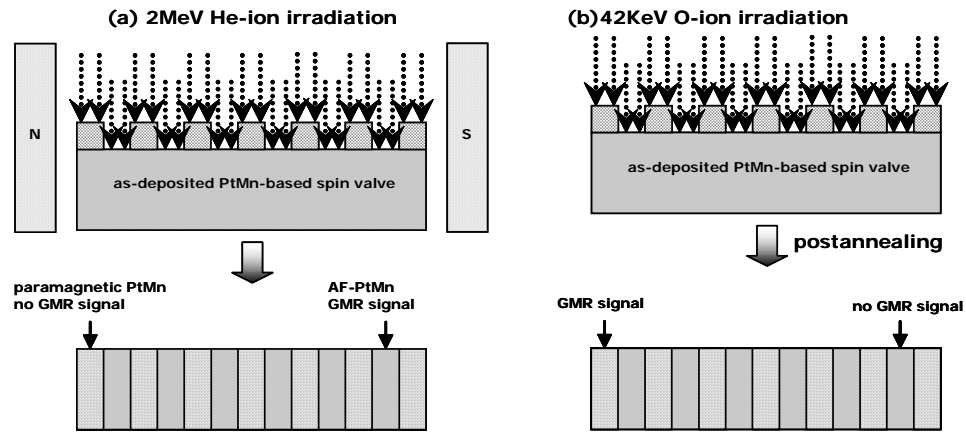 (a) 2MeV He-ion irradiation
N
S
as-deposited PtMn-based spin valve
paramagnetic PtMn
no GMR signal
AF-PtMn
GMR signal
(b)42KeV O-ion irradiation
as-deposited PtMn-based spin valve
postannealing
GMR signal
no GMR signal